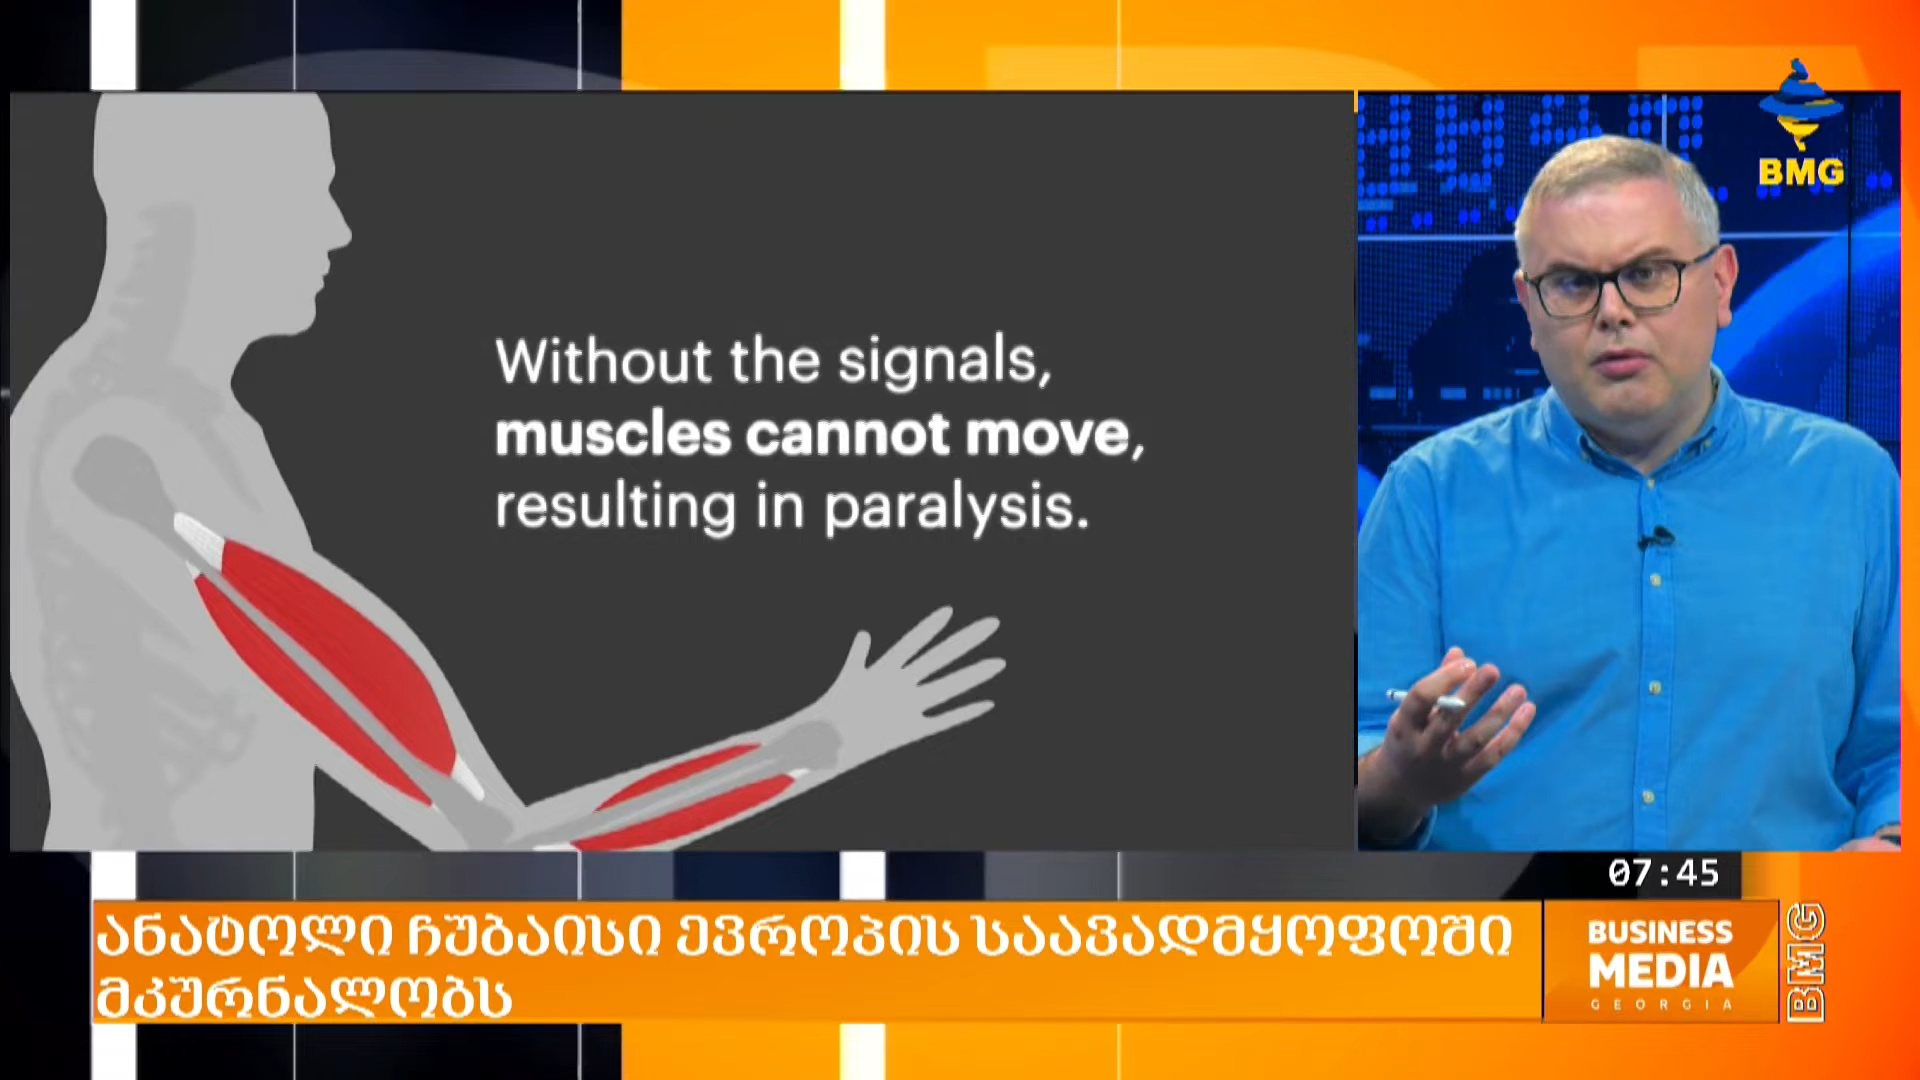 BMG
Without the signals,
muscles cannot move,
resulting in paralysis.
07:45
ანატოლი ჩუბაისი ევროპის საავადმყოფოში
მკურნალობს
BUSINESS
MEDIA
GEORGIA
BMG